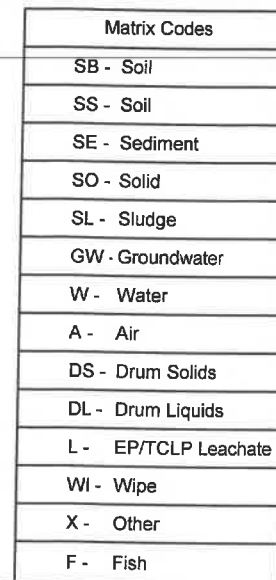 Matrix Codes
SB - Soil
SS - Soil
SE - Sediment
SO - Solid
SL - Sludge
GW - Groundwater
W - Water
A - Air
DS - Drum Solids
DL - Drum Liquids
L - EP/TCLP Leachate
WI - Wipe
X - Other
F - Fish